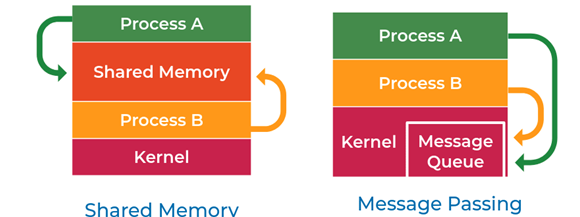 Process A
Shared Memory
Process B
Kernel
Shared Memory
Process A
Process B
Kernel
Message
Queue
Message Passing